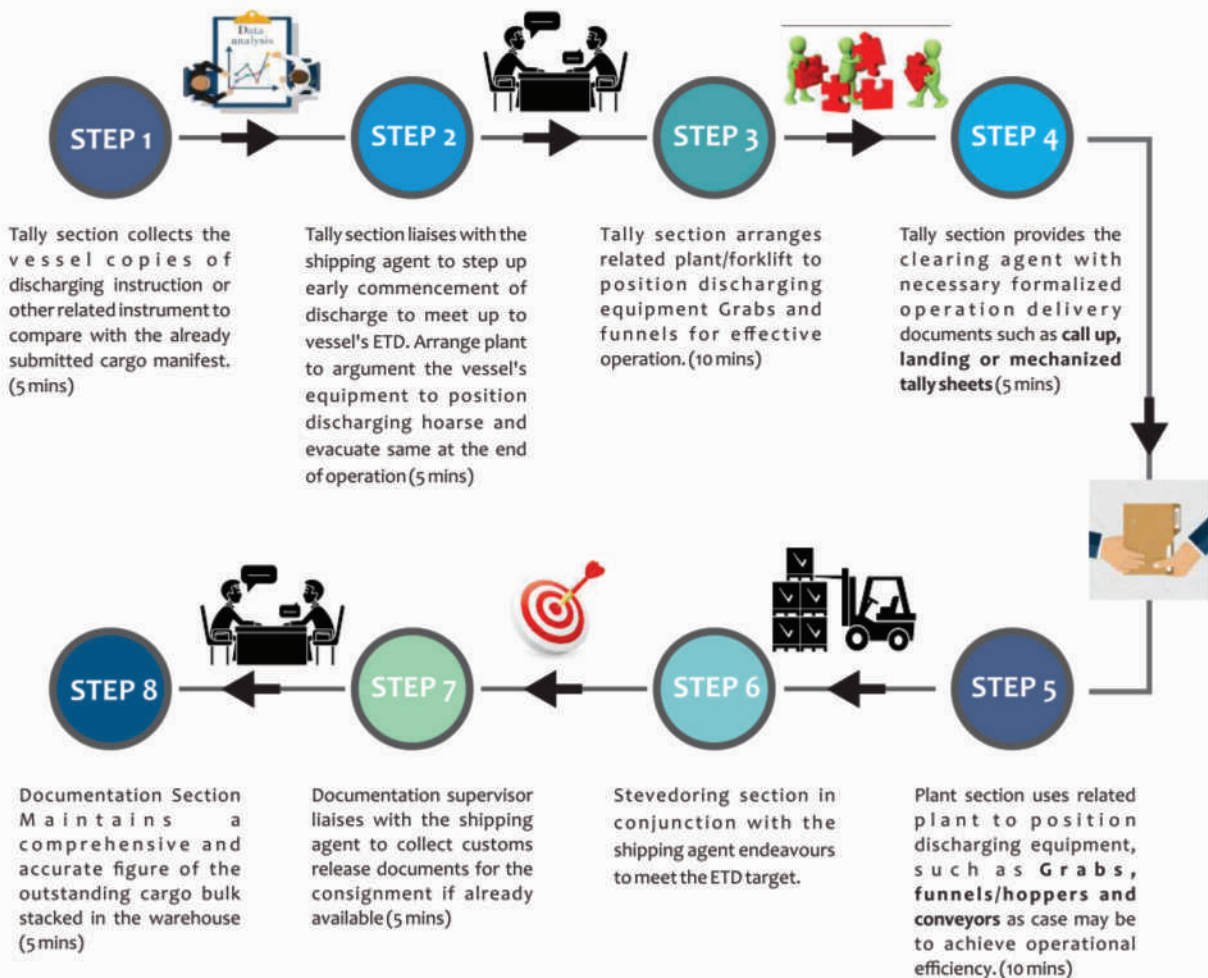 Data
analysis
STEP 1
STEP 2
STEP 3
STEP 4
Tally section collects the
vessel copies of
discharging instruction or
other related instrument to
compare with the already
submitted cargo manifest.
(5 mins)
Tally section liaises with the
shipping agent to step up
early commencement of
discharge to meet up to
vessel's ETD. Arrange plant
to argument the vessel's
equipment to position
discharging hoarse and
evacuate same at the end
of operation (5 mins)
Tally section arranges
related plant/forklift to
position discharging
equipment Grabs and
funnels for effective
operation. (10 mins)
Tally section provides the
clearing agent with
necessary formalized
operation delivery
documents such as call up,
landing or mechanized
tally sheets (5 mins)
STEP 8
STEP 7
STEP 6
STEP 5
Documentation Section
Maintains a
comprehensive and
accurate figure of the
outstanding cargo bulk
stacked in the warehouse
(5 mins)
Documentation supervisor
liaises with the shipping
agent to collect customs
release documents for the
consignment if already
available (5 mins)
Stevedoring section in
conjunction with the
shipping agent endeavours
to meet the ETD target.
Plant section uses related
plant to position
discharging equipment,
such as Grabs,
funnels/hoppers and
conveyors as case may be
to achieve operational
efficiency. (10 mins)